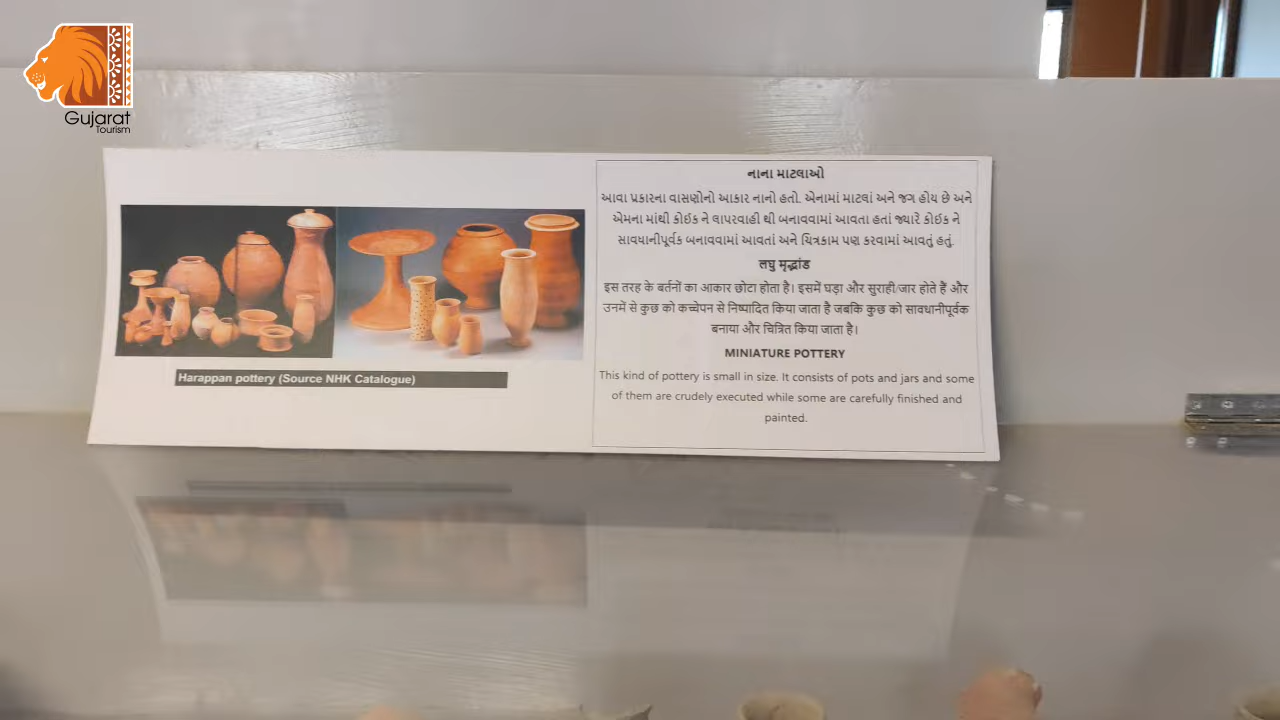 Gujarat
Tourism
Harappan pottery (Source NHK Catalogue)
નાના માટલાઓ
આવા પ્રકારના વાસણોનો આકાર નાનો હતો. એનામાં માટલાં અને જગ હોય છે અને
એમના માંથી કોઈક ને લાપરવાહી થી બનાવવામાં આવતા હતાં જ્યારે કોઈક ને
સાવધાનીપૂર્વક બનાવવામાં આવતાં અને ચિત્રકામ પણ કરવામાં આવતું હતું.
लघु मृद्भांड
इस तरह के बर्तनों का आकार छोटा होता है। इसमें घड़ा और सुराही/जार होते हैं और
उनमें से कुछ को कच्चेपन से निष्पादित किया जाता है जबकि कुछ को सावधानीपूर्वक
बनाया और चित्रित किया जाता है।
MINIATURE POTTERY
This kind of pottery is small in size. It consists of pots and jars and some
of them are crudely executed while some are carefully finished and
painted.